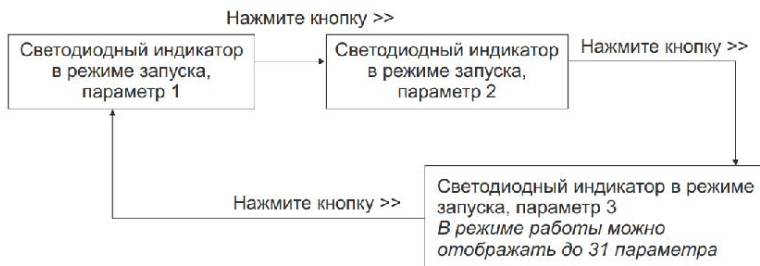 Нажмите кнопку >>
Светодиодный индикатор
в режиме запуска,
параметр 1
Светодиодный индикатор
в режиме запуска,
параметр 2
Нажмите кнопку >>
Светодиодный индикатор в режиме
запуска, параметр 3
В режиме работы можно
отображать до 31 параметра
Нажмите кнопку >>